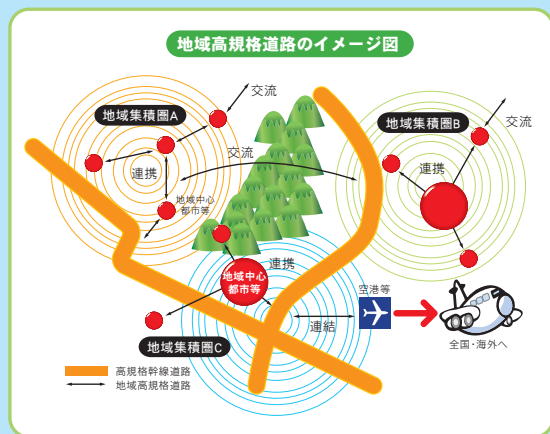 地域高規格道路のイメージ図
交流
地域集積圏A
地域集積圏B
交流
交流
連携
連携
地域中心
都市等
連携
地域中心
都市等
空港等
連結
地域集積圏C
全国・海外へ
高規格幹線道路
地域高規格道路